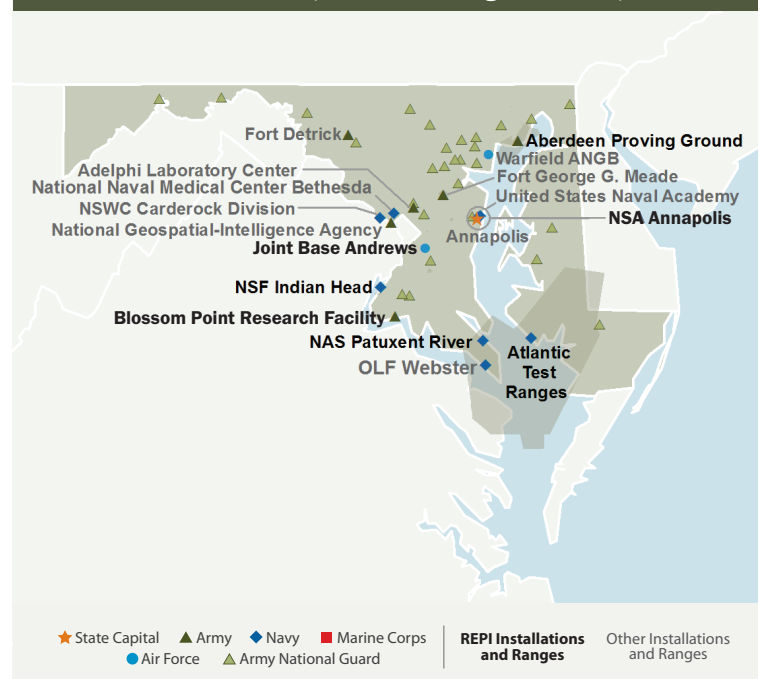 Fort Detrick
Aberdeen Proving Ground
Warfield ANGB
Adelphi Laboratory Center
Fort George G. Meade
National Naval Medical Center Bethesda
United States Naval Academy
NSWC Carderock Division
NSA Annapolis
National Geospatial-Intelligence Agency
Annapolis
Joint Base Andrews
NSF Indian Head
Blossom Point Research Facility
NAS Patuxent River
Atlantic
Test
Ranges
OLF Webster
State Capital
Army
Navy
Marine Corps
Air Force
Army National Guard
REPI Installations
and Ranges
Other Installations
and Ranges